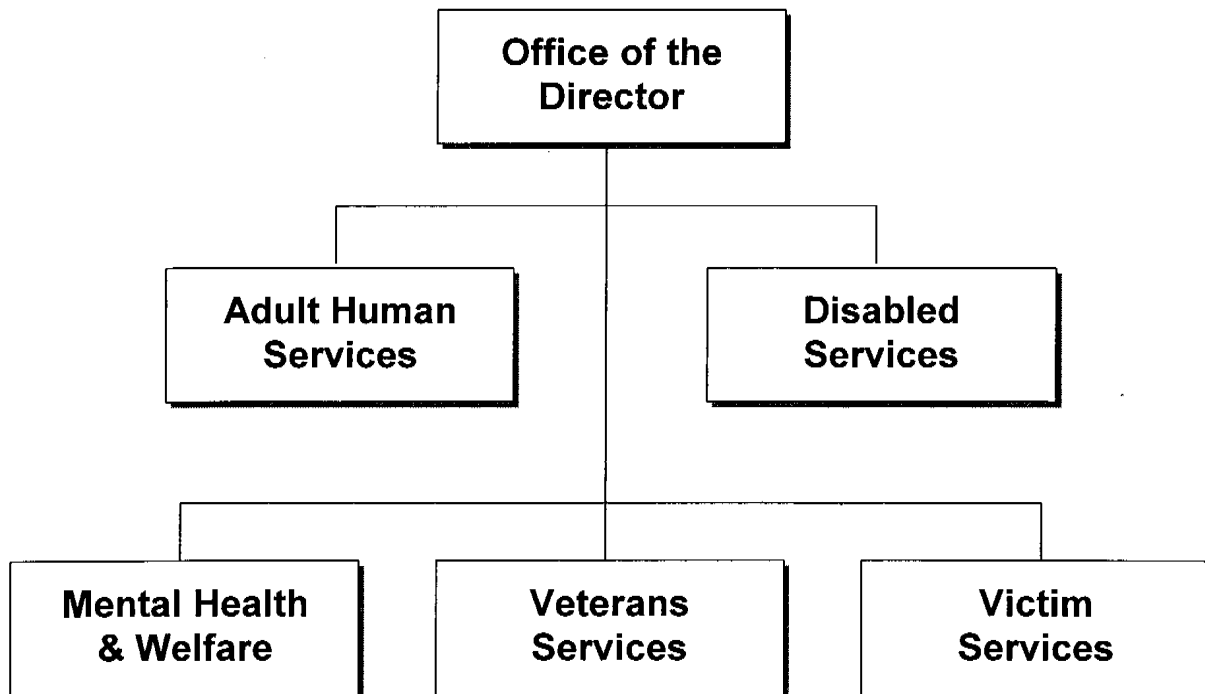 Office of the
Director
Adult Human
Services
Disabled
Services
Mental Health
& Welfare
Veterans
Services
Victim
Services